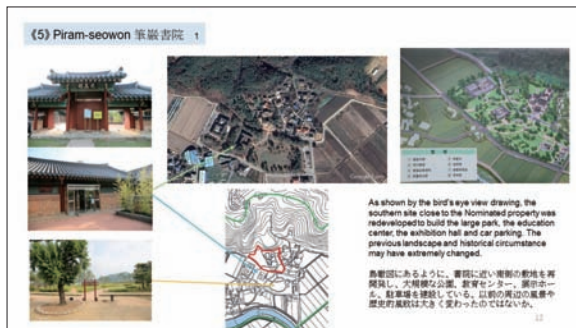 《5》Piram-seowon 筆巖書院 1
Google Earth
As shown by the bird's eye view drawing, the
southern site close to the Nominated property was
redeveloped to build the large park, the education
center, the exhibition hall and car parking. The
previous landscape and historical circumstance
may have extremely changed.
鳥瞰図にあるように、書院に近い南側の敷地を再
開発し、大規模な公園、教育センター、展示ホー
ル、駐車場を建設している。以前の周辺の風景や
歴史的風致は大きく変わったのではないか。
12